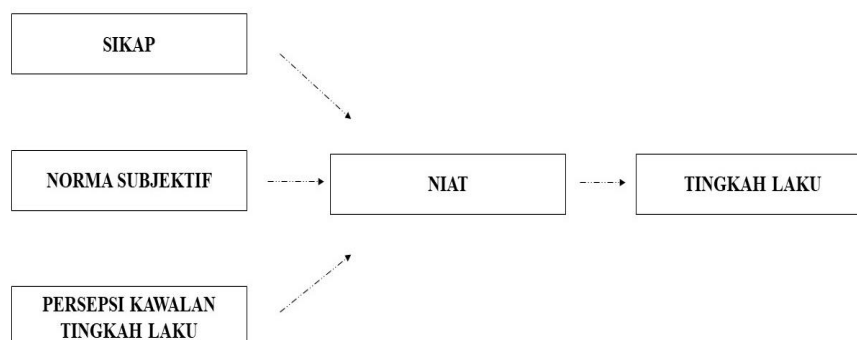 SIKAP
NORMA SUBJEKTIF
NIAT
TINGKAH LAKU
PERSEPSI KAWALAN
TINGKAH LAKU